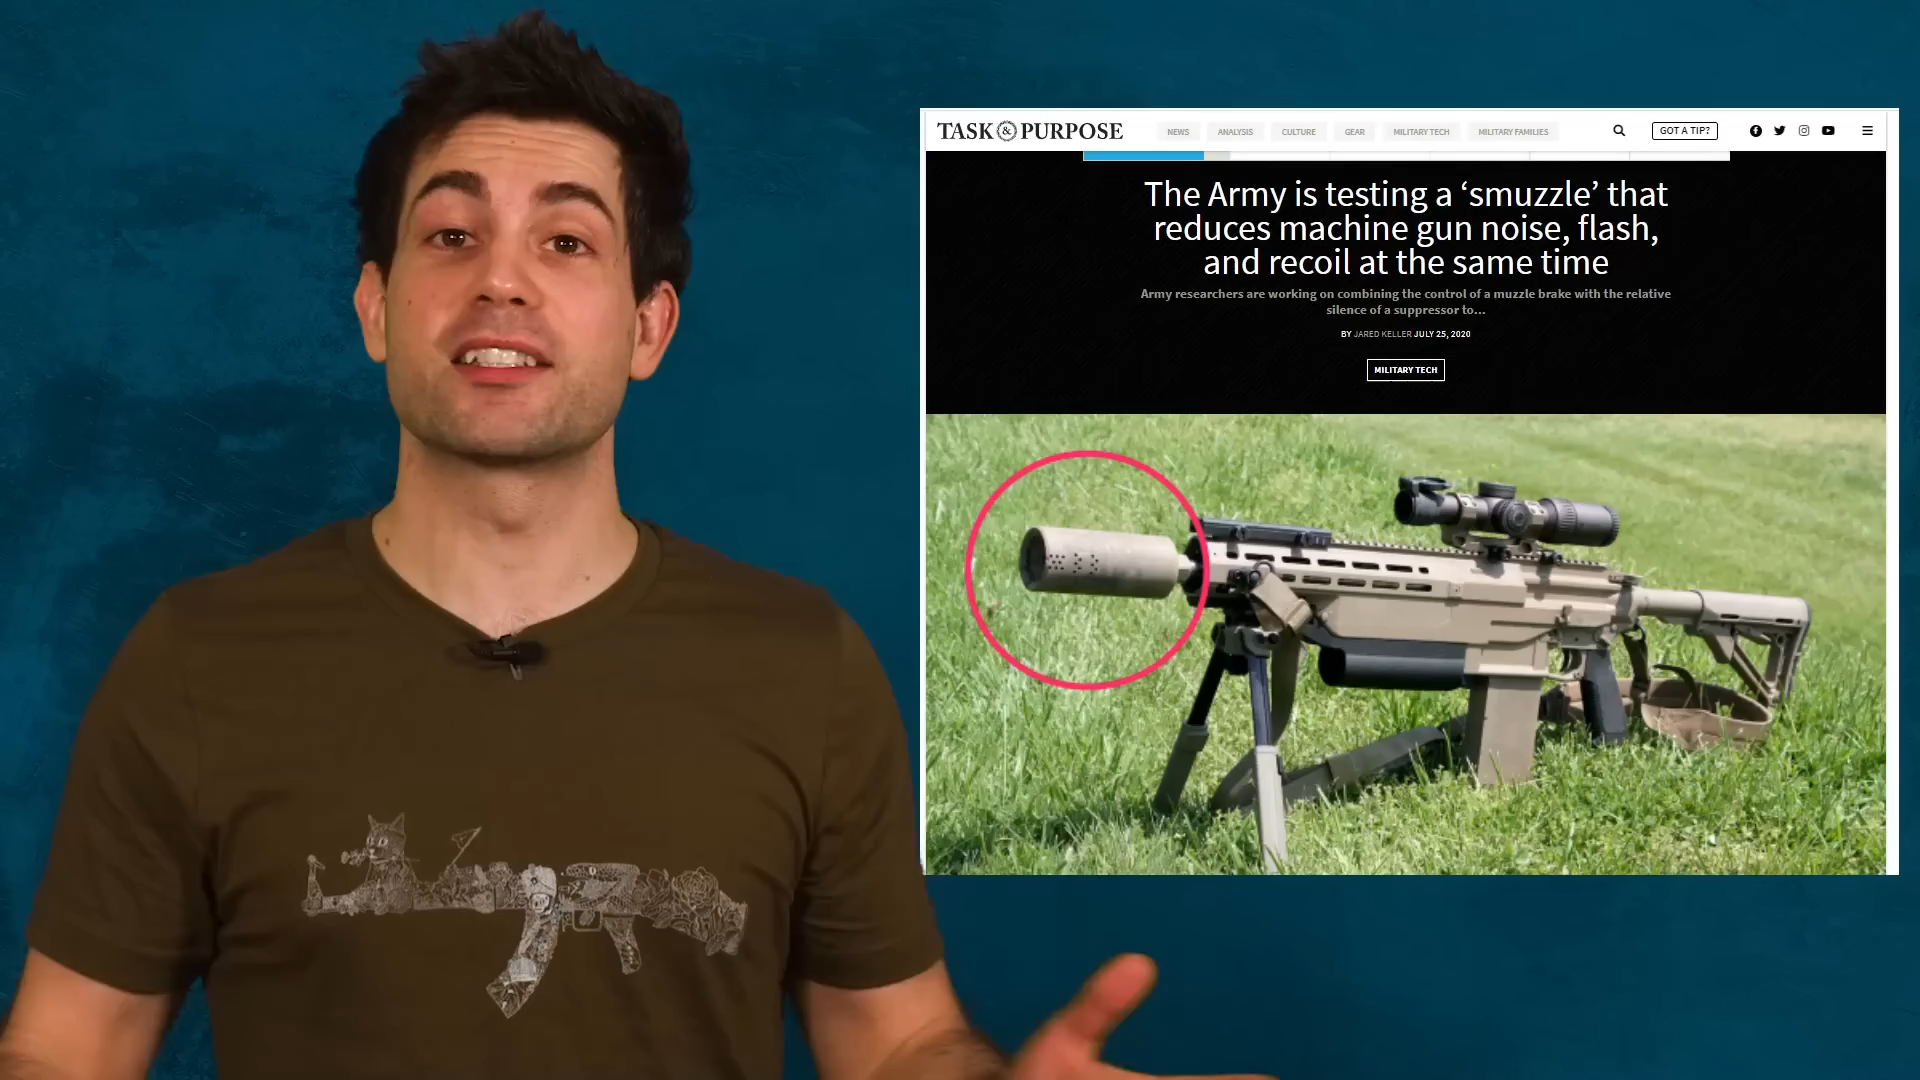 TASK & PURPOSE
NEWS ANALYSIS CULTURE GEAR MILITARY TECH MILITARY FAMILIES
GOT A TIP?
The Army is testing a ‘smuzzle’ that
reduces machine gun noise, flash,
and recoil at the same time
Army researchers are working on combining the control of a muzzle brake with the relative
silence of a suppressor to...
BY JARED KELLER JULY 25, 2020
MILITARY TECH